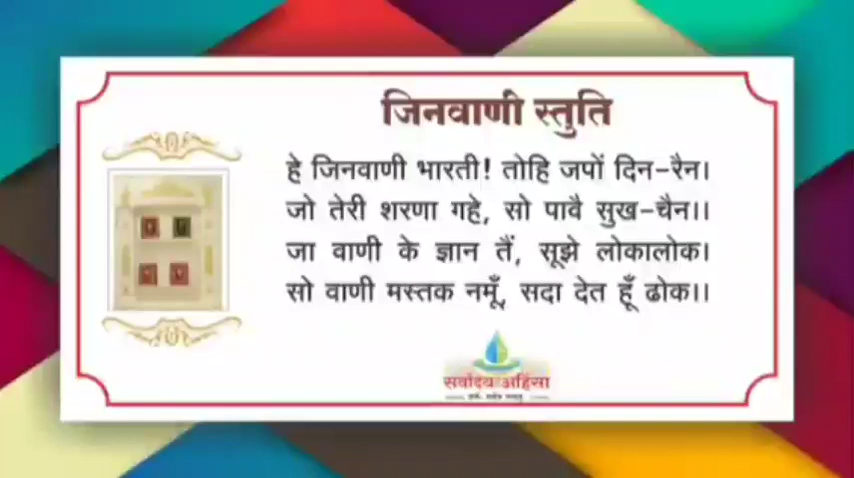 जिनवाणी स्तुति
हे जिनवाणी भारती! तोहि जपों दिन-रैन।
जो तेरी शरणा गहे, सो पावै सुख-चैन।।
जा वाणी के ज्ञान तैं, सूझे लोकालोक।
सो वाणी मस्तक नमूँ, सदा देत हूँ ढोक।।
सर्वोदय अहिंसा